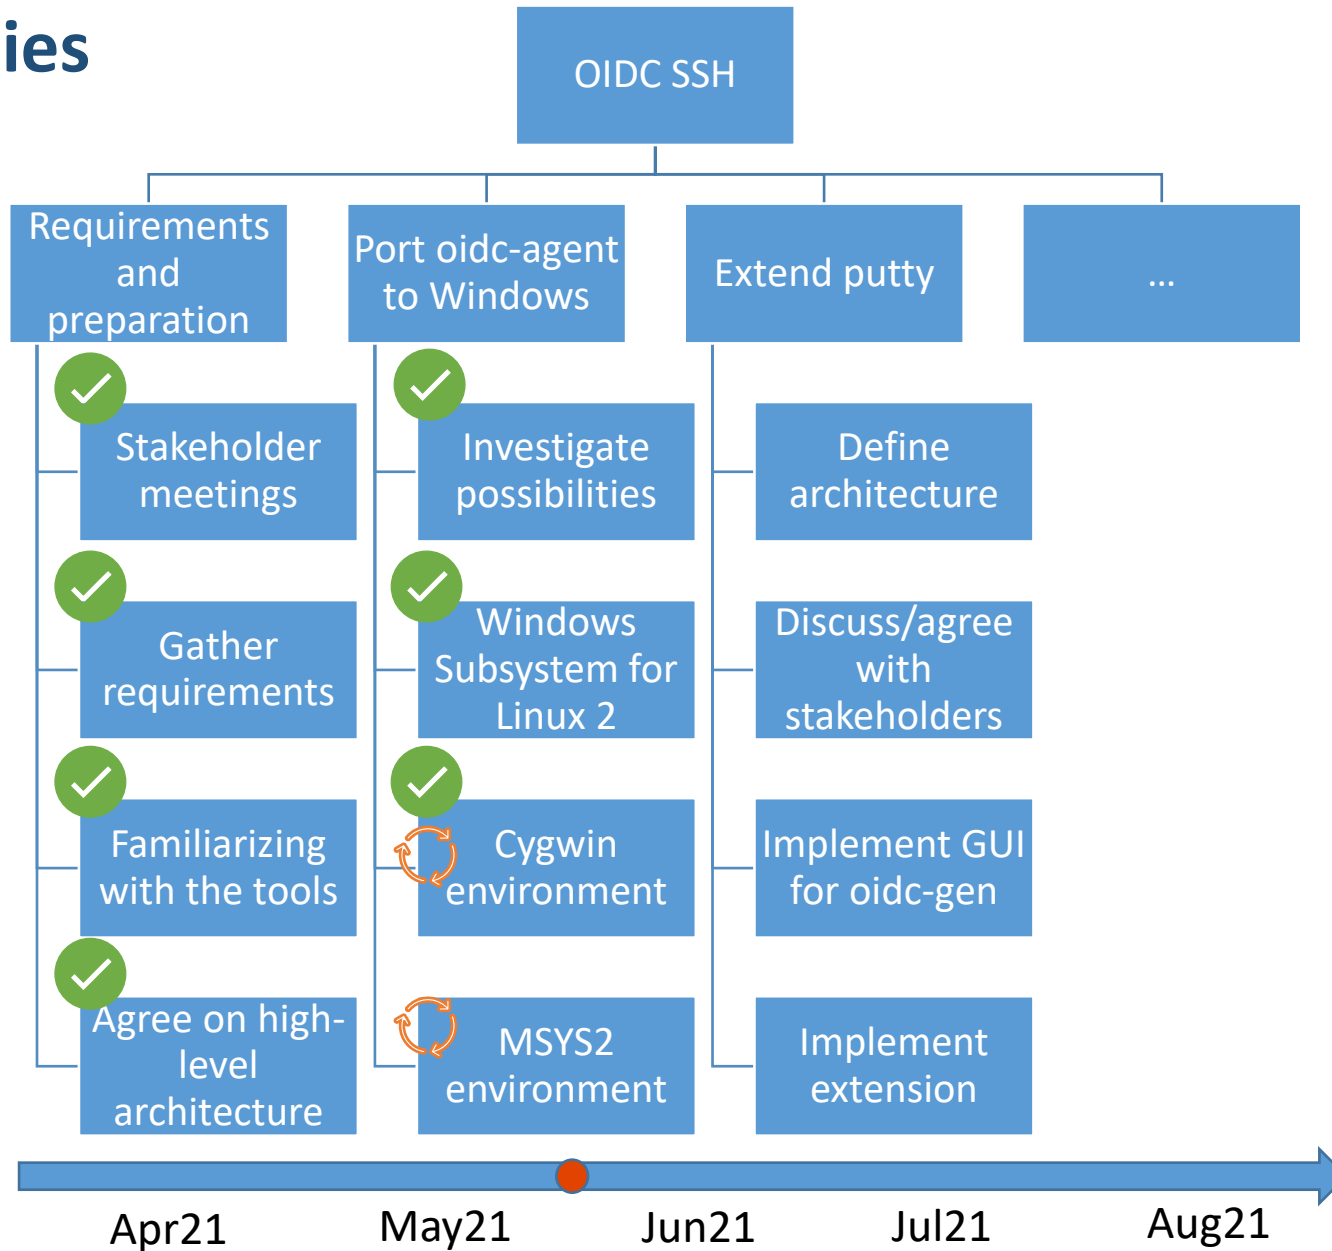 ies
OIDC SSH
Requirements
and
preparation
Port oidc-agent
to Windows
Extend putty
...
Stakeholder
meetings
Investigate
possibilities
Define
architecture
Gather
requirements
Windows
Subsystem for
Linux 2
Discuss/agree
with
stakeholders
Familiarizing
with the tools
Cygwin
environment
Implement GUI
for oidc-gen
Agree on high-
level
architecture
MSYS2
environment
Implement
extension
Apr21
May21
Jun21
Jul21
Aug21